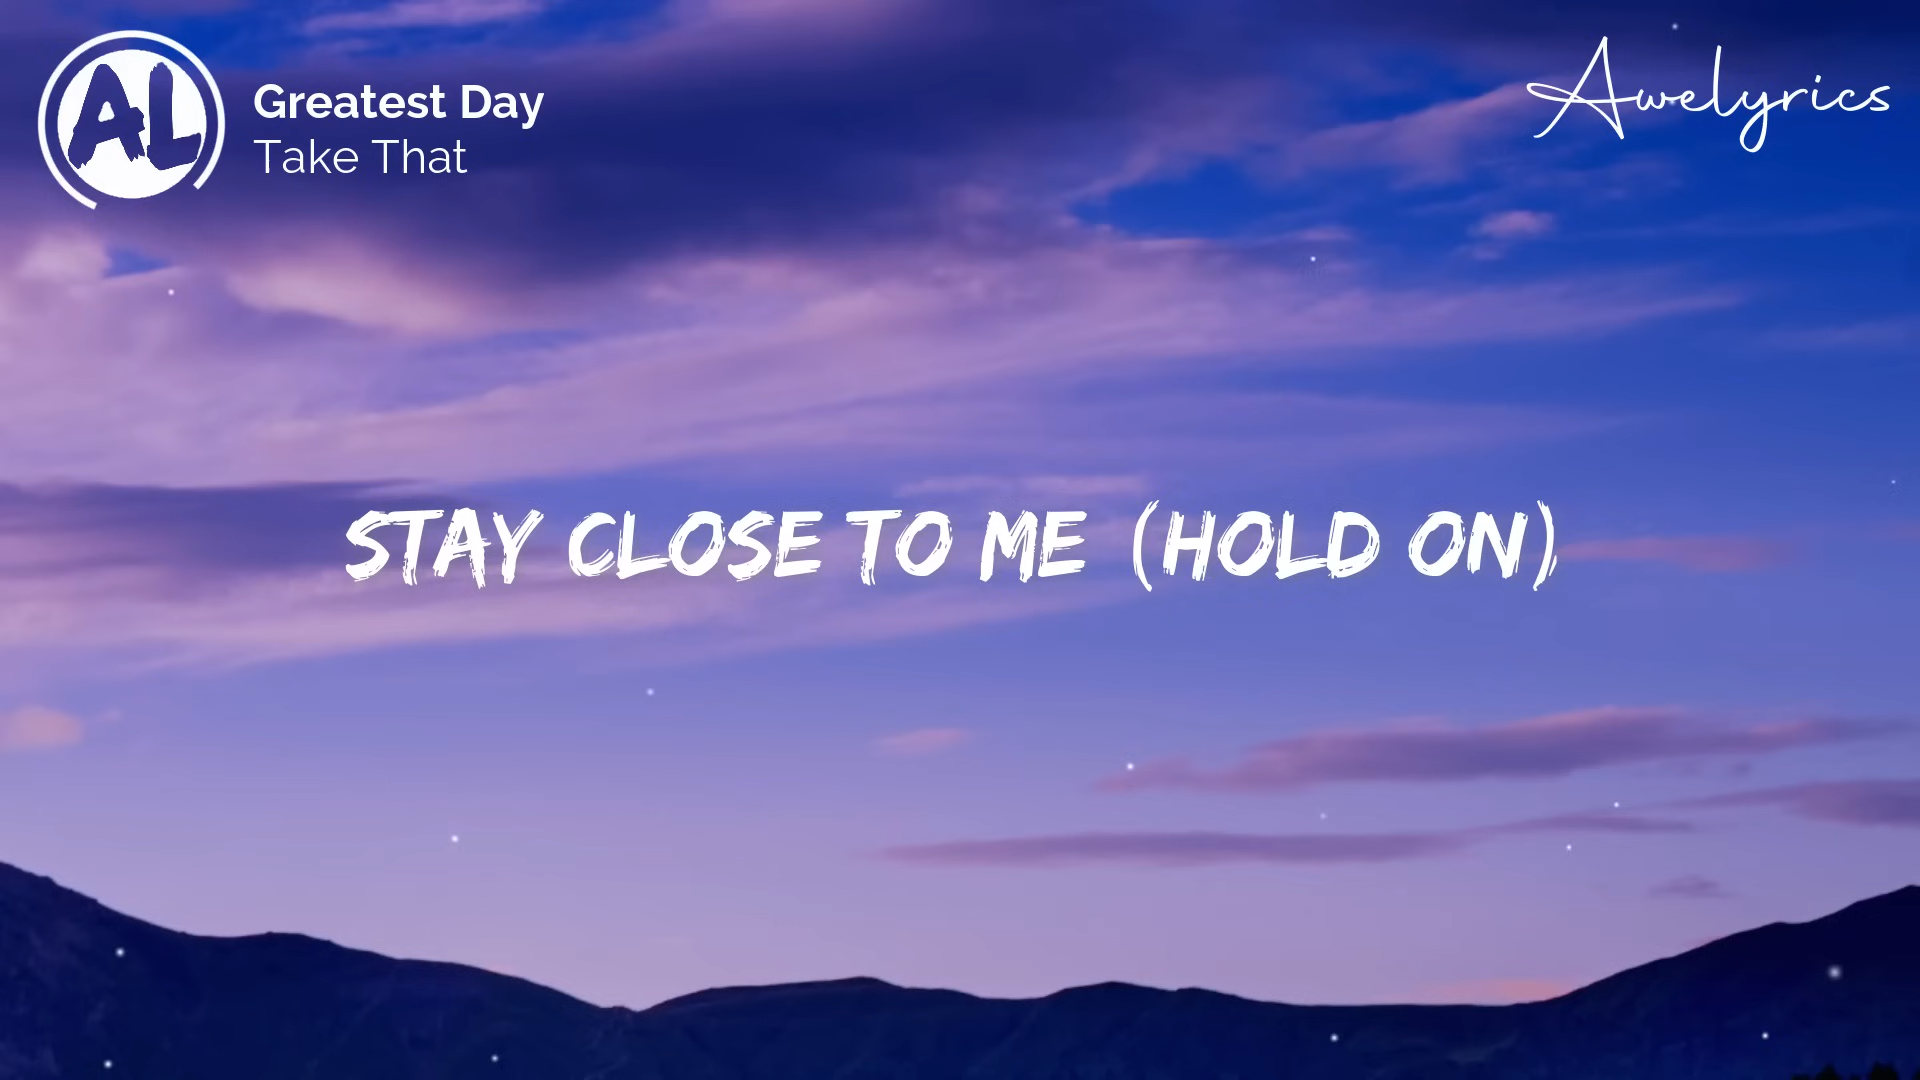 AL
Greatest Day
Take That
Awelyrics
STAY CLOSE TO ME (HOLD ON)